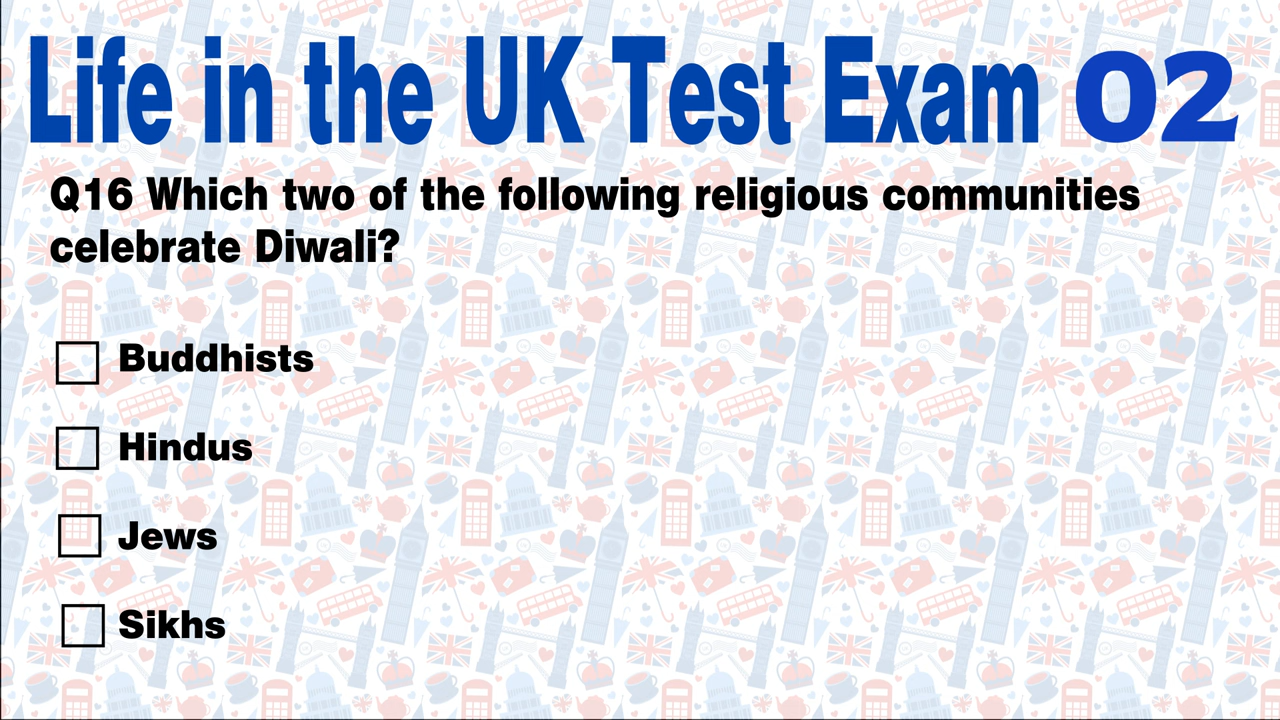 Life in the UK Test Exam 02
Q16 Which two of the following religious communities
celebrate Diwali?
Buddhists
Hindus
Jews
Sikhs